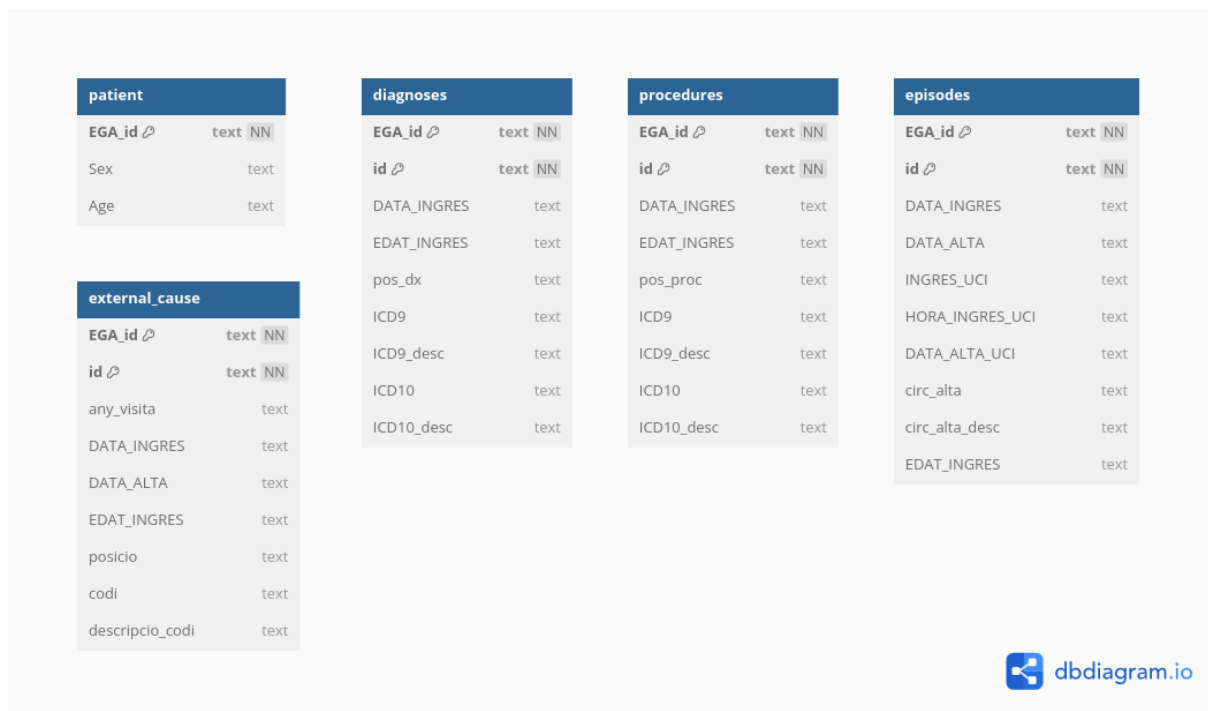 patient
EGA_id text NN
Sex text
Age text
external_cause
EGA_id text NN
id text NN
any_visita text
DATA_INGRES text
DATA_ALTA text
EDAT_INGRES text
posicio text
codi text
descripcio_codi text
diagnoses
EGA_id text NN
id text NN
DATA_INGRES text
EDAT_INGRES text
pos_dx text
ICD9 text
ICD9_desc text
ICD10 text
ICD10_desc text
procedures
EGA_id text NN
id text NN
DATA_INGRES text
EDAT_INGRES text
pos_proc text
ICD9 text
ICD9_desc text
ICD10 text
ICD10_desc text
episodes
EGA_id text NN
id text NN
DATA_INGRES text
DATA_ALTA text
INGRES_UCI text
HORA_INGRES_UCI text
DATA_ALTA_UCI text
circ_alta text
circ_alta_desc text
EDAT_INGRES text
dbdiagram.io